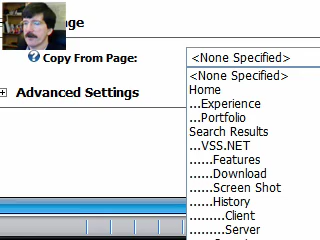 ge
Copy From Page: <None Specified>
<None Specified>
Home
...Experience
...Portfolio
Advanced Settings
Search Results
...VSS.NET
......Features
......Download
......Screen Shot
......History
.........Client
.........Server